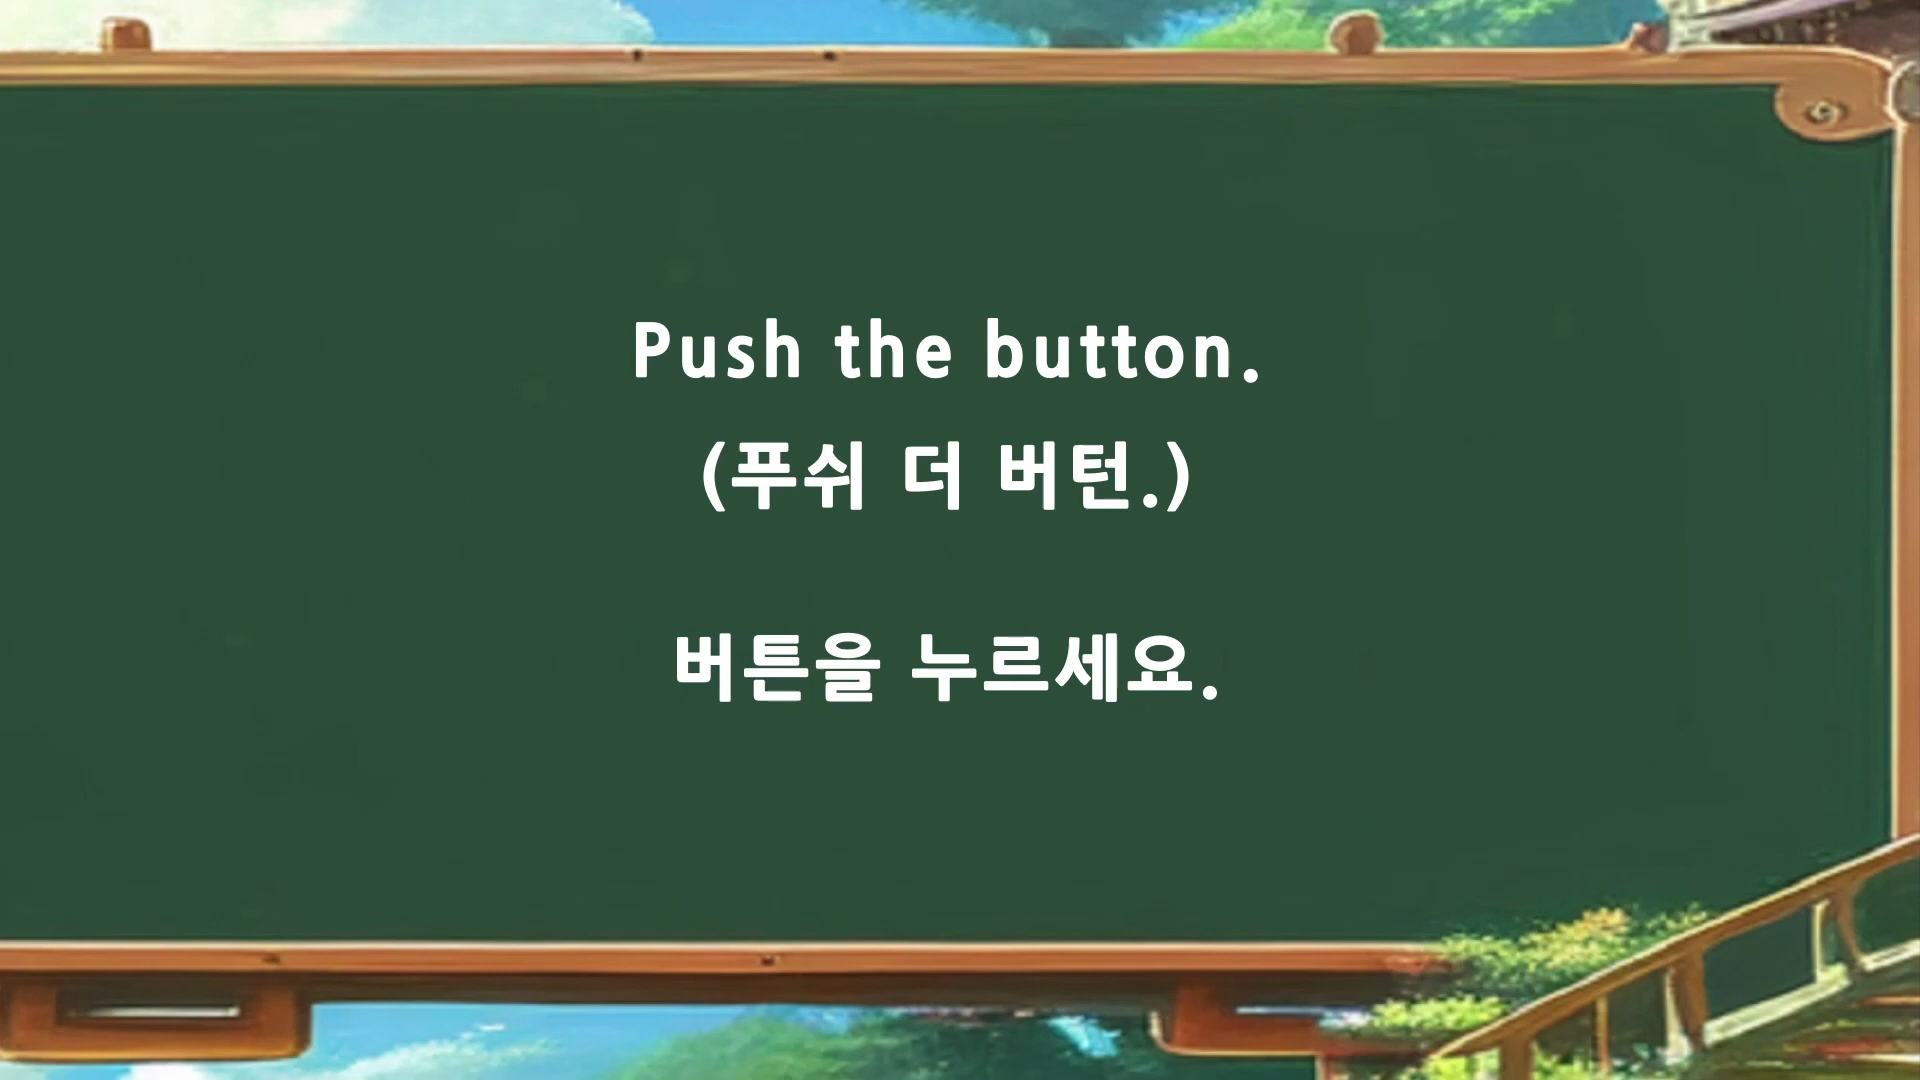 Push the button.
(푸쉬 더 버턴.)
버튼을 누르세요.